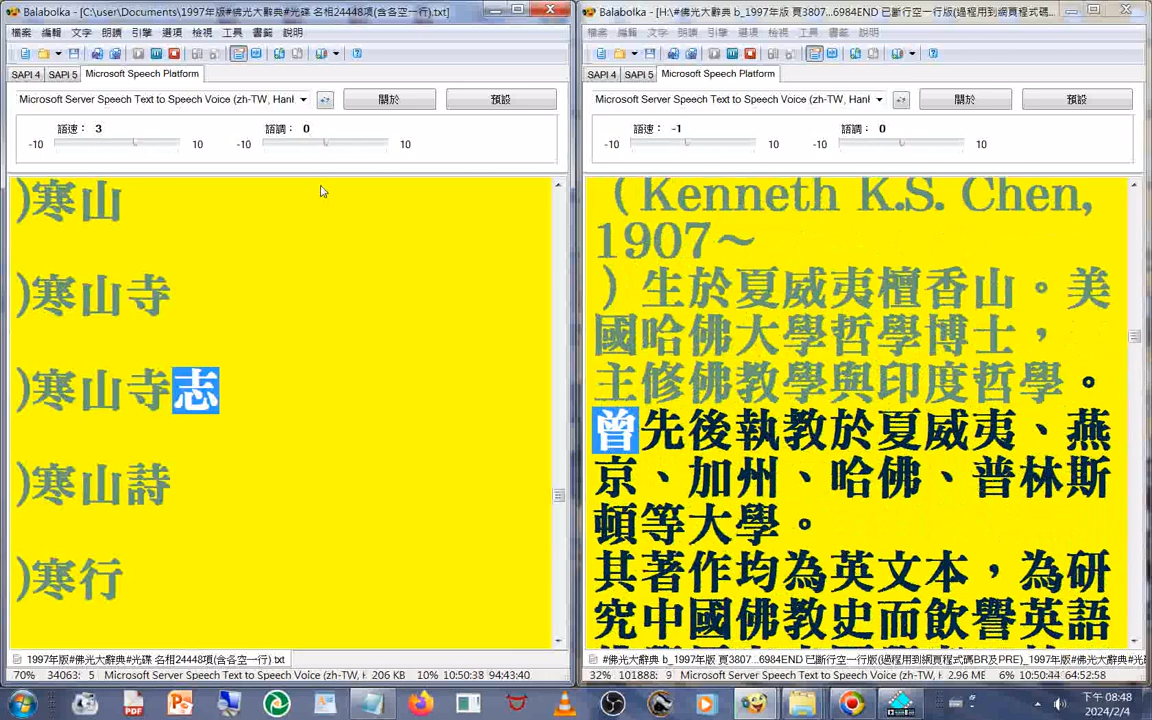 Balabolka - [C:\user\Documents\1997年版#佛光大辭典#光碟 名相24448項(含各空一行).txt]
檔案 編輯 文字 朗讀 引擎 選項 檢視 工具 書籤 說明
SAPI 4 SAPI 5 Microsoft Speech Platform
Microsoft Server Speech Text to Speech Voice (zh-TW, Hanl
關於
預設
語速： 3
語調： 0
-10 10 -10 10
)寒山
)寒山寺
)寒山寺志
)寒山詩
)寒行
1997年版#佛光大辭典#光碟 名相24448項(含各空一行).txt
70% 34063: 5 Microsoft Server Speech Text to Speech Voice (zh-TW, 206 KB 10% 10:50:38 94:43:40
Balabolka - [H:\#佛光大辭典 b_1997年版 頁3807...6984END 已斷行空一行版(過程用到網頁程式碼...
檔案 編輯 文字 朗讀 引擎 選項 檢視 工具 書籤 說明
SAPI 4 SAPI 5 Microsoft Speech Platform
Microsoft Server Speech Text to Speech Voice (zh-TW, Hanl
關於
預設
語速： -1
語調： 0
-10 10 -10 10
（Kenneth K.S. Chen,
1907～
）生於夏威夷檀香山。美
國哈佛大學哲學博士，
主修佛教學與印度哲學。
曾先後執教於夏威夷、燕
京、加州、哈佛、普林斯
頓等大學。
其著作均為英文本，為研
究中國佛教史而飲譽英語
#佛光大辭典 b_1997年版 頁3807...6984END 已斷行空一行版(過程用到網頁程式碼BR及PRE)_1997年版#佛光
32% 101888: 9 Microsoft Server Speech Text to Speech Voice (zh-TW, 2.96 MB 6% 10:50:44 64:52:58
下午 08:48
2024/2/4